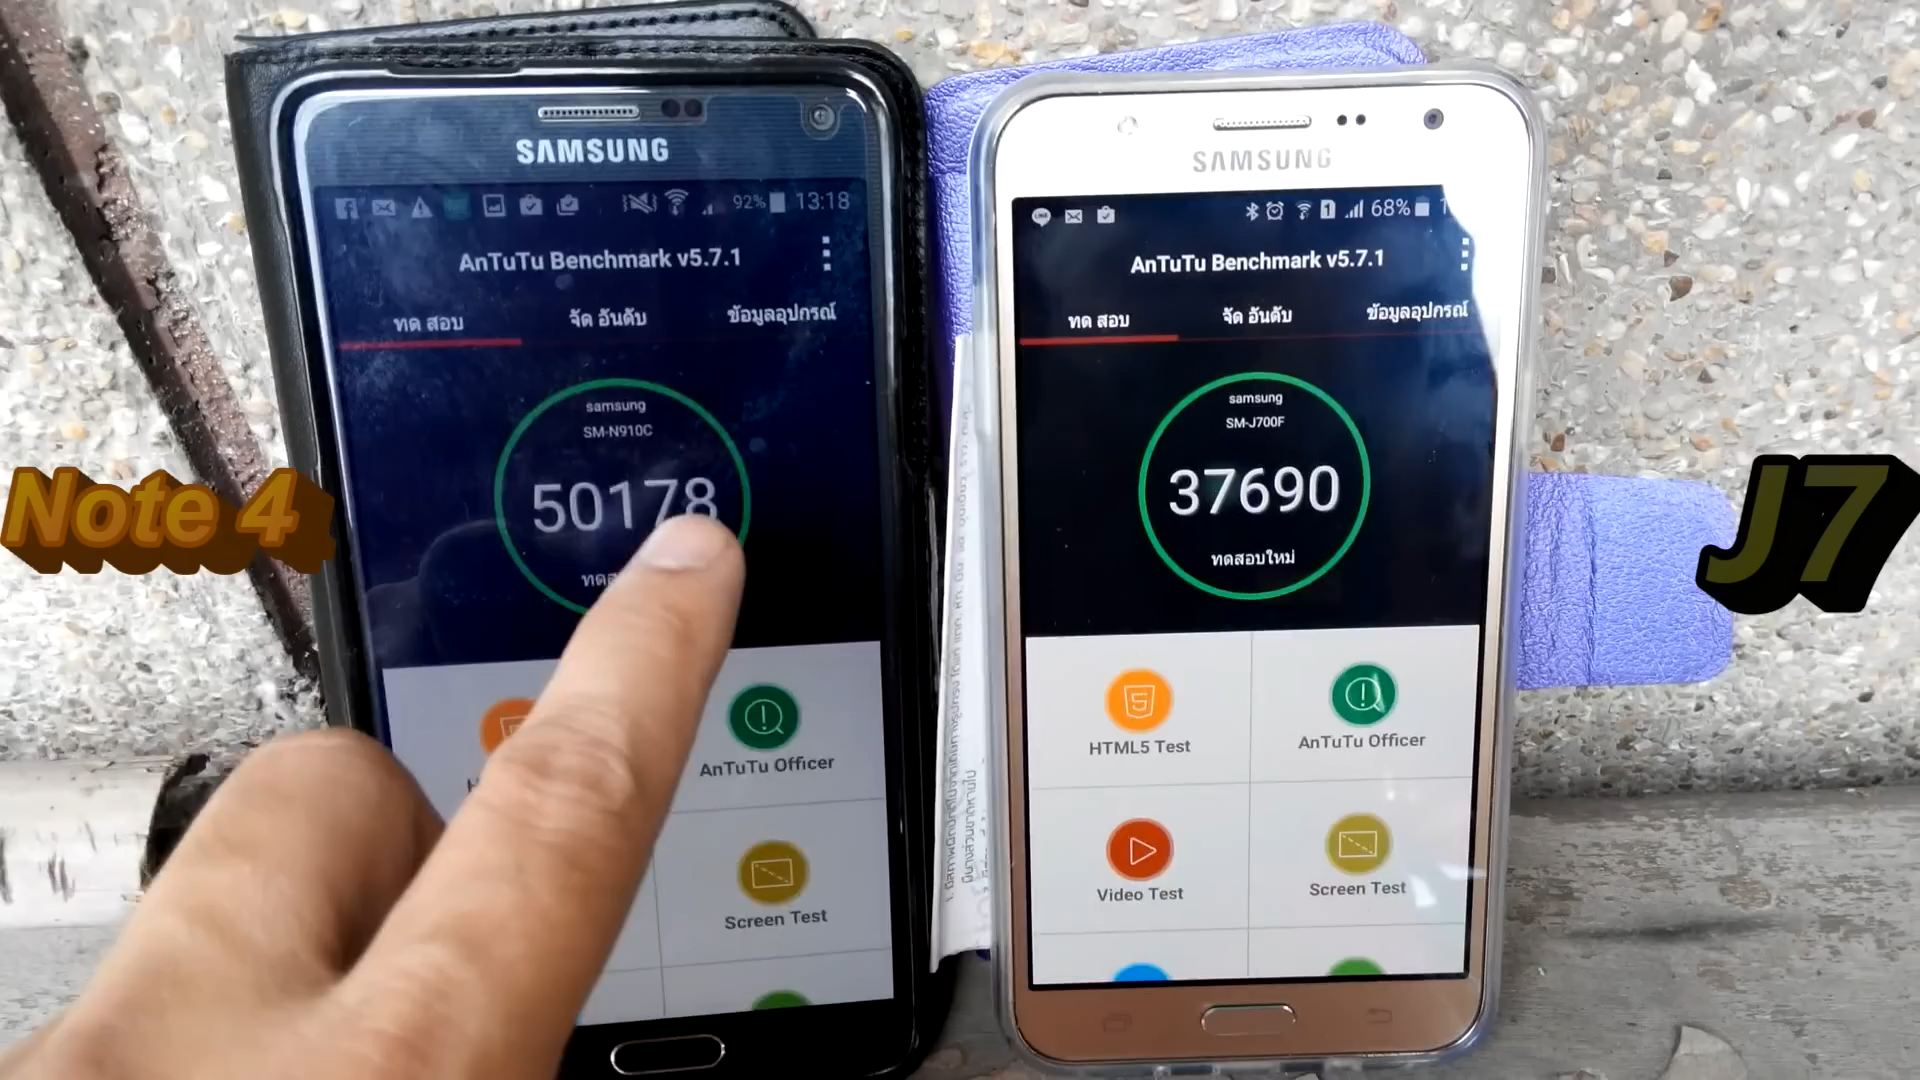 SAMSUNG
92% 13:18
AnTuTu Benchmark v5.7.1
ทด สอบ จัด อันดับ ข้อมูลอุปกรณ์
samsung
SM-N910C
50178
AnTuTu Officer
Screen Test
Note 4
SAMSUNG
LINE 1 68%
AnTuTu Benchmark v5.7.1
ทด สอบ จัด อันดับ ข้อมูลอุปกรณ์
samsung
SM-J700F
37690
ทดสอบใหม่
HTML5 Test
AnTuTu Officer
Video Test
Screen Test
J7